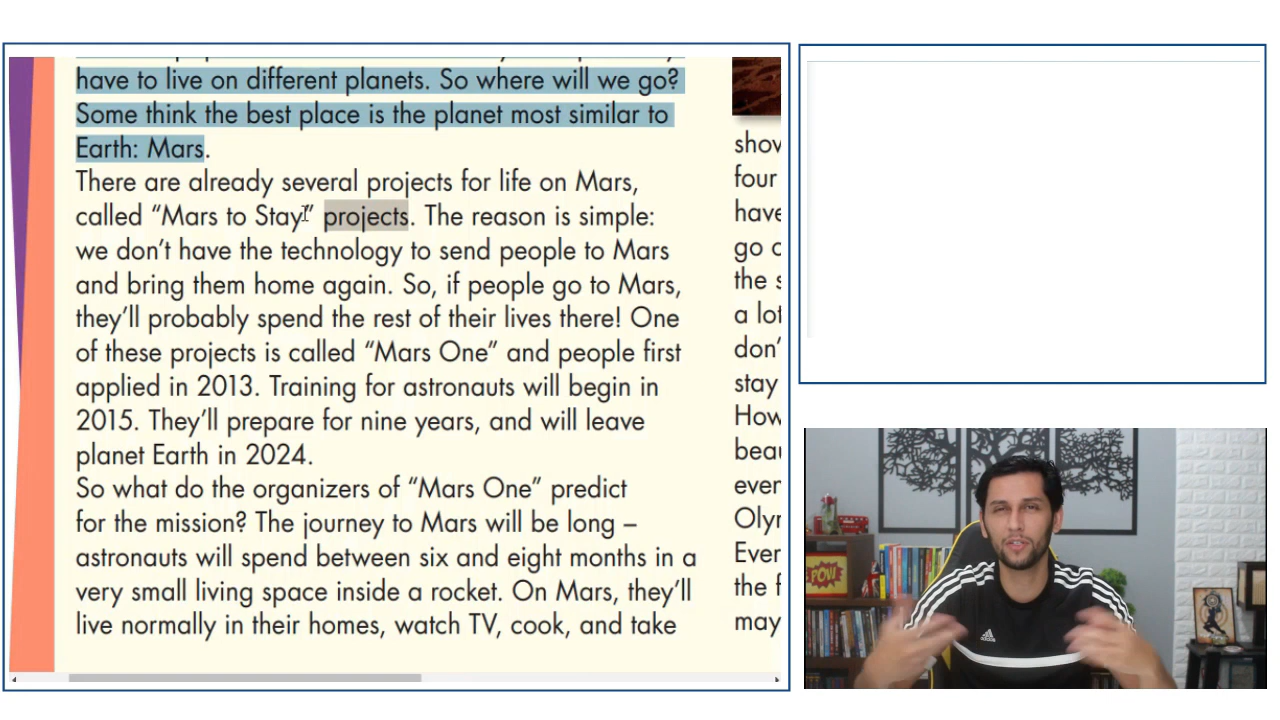 have to live on different planets. So where will we go?
Some think the best place is the planet most similar to
Earth: Mars.
There are already several projects for life on Mars,
called “Mars to Stay” projects. The reason is simple:
we don’t have the technology to send people to Mars
and bring them home again. So, if people go to Mars,
they’ll probably spend the rest of their lives there! One
of these projects is called “Mars One” and people first
applied in 2013. Training for astronauts will begin in
2015. They’ll prepare for nine years, and will leave
planet Earth in 2024.
So what do the organizers of “Mars One” predict
for the mission? The journey to Mars will be long –
astronauts will spend between six and eight months in a
very small living space inside a rocket. On Mars, they’ll
live normally in their homes, watch TV, cook, and take
four
have
go
the
a lot
don’
stay
the
may
POW!
adidas